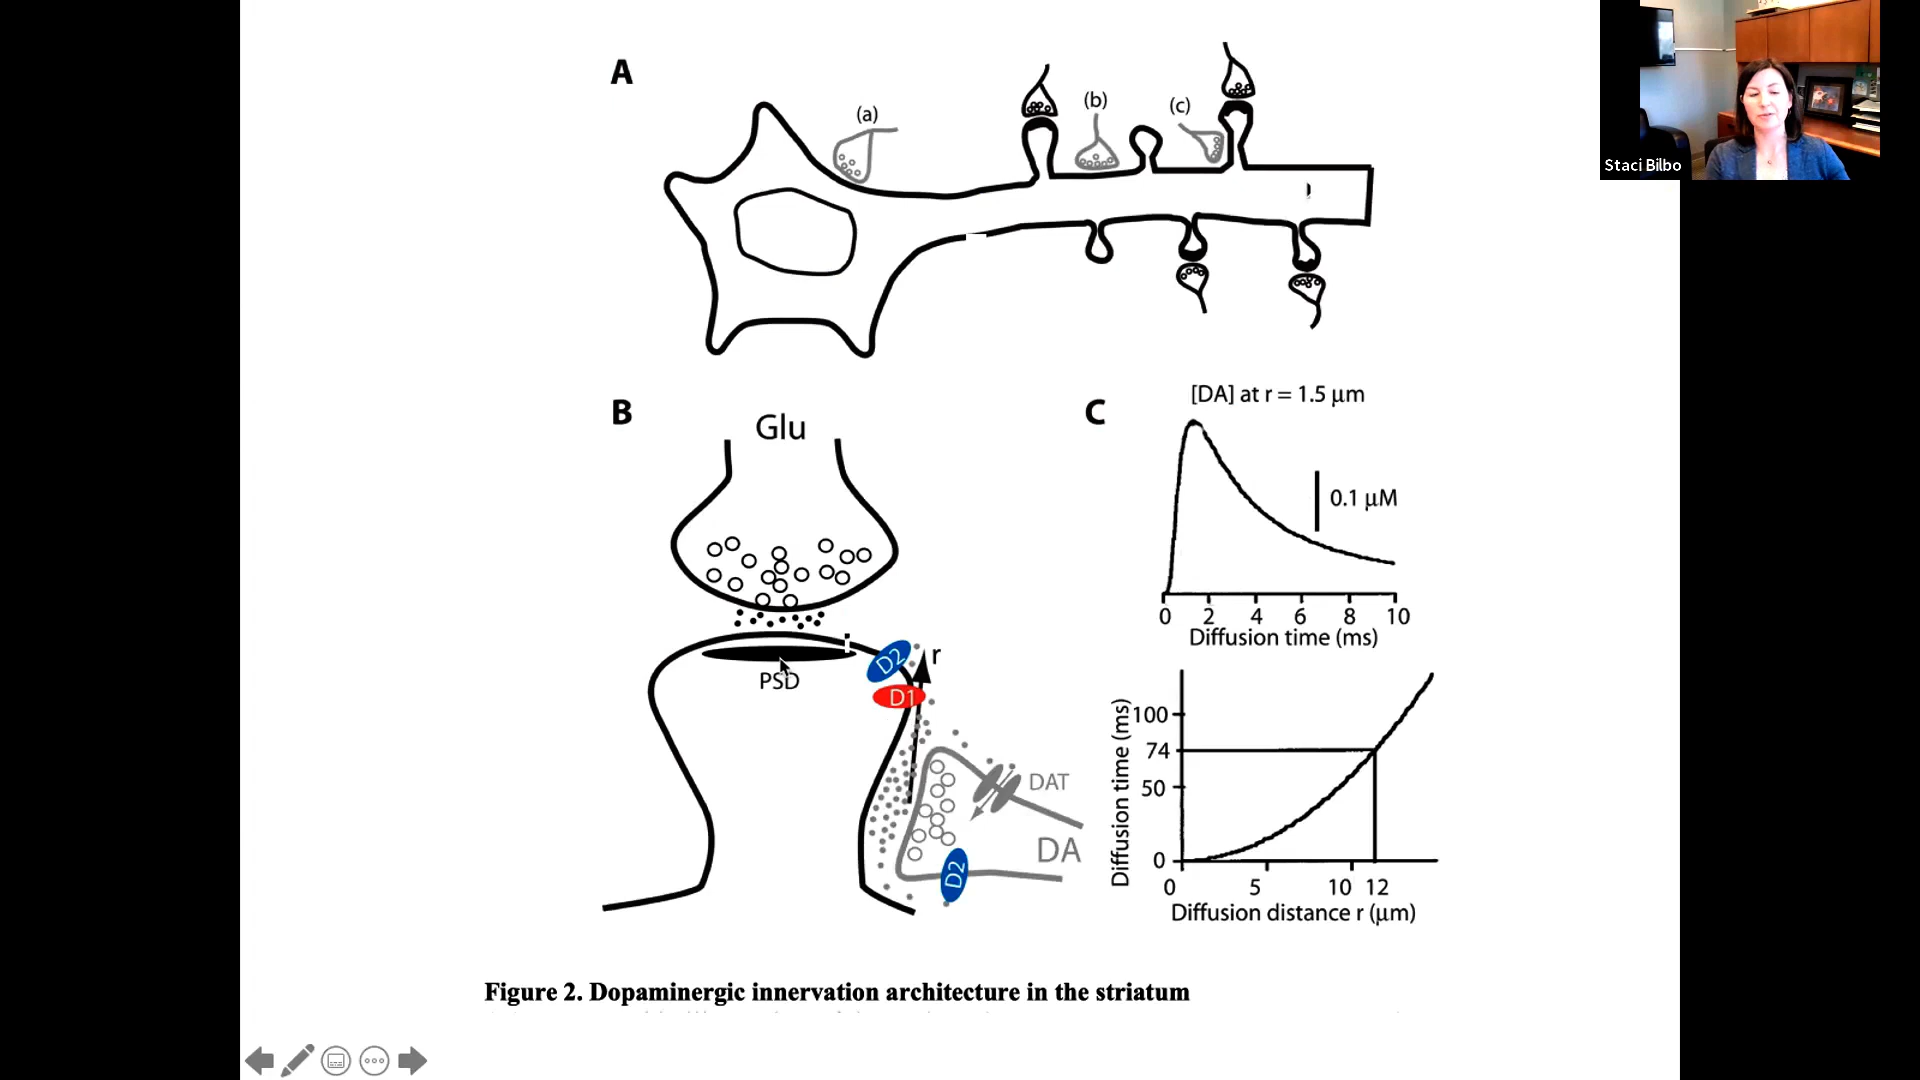 A
(a)
(b)
(c)
Staci Bilbo
B
Glu
PSD
D2
D1
r
DAT
DA
D2
C
[DA] at r = 1.5 μm
0.1 μM
0 2 4 6 8 10
Diffusion time (ms)
Diffusion time (ms)
100
74
50
0
0 5 10 12
Diffusion distance r (μm)
Figure 2. Dopaminergic innervation architecture in the striatum